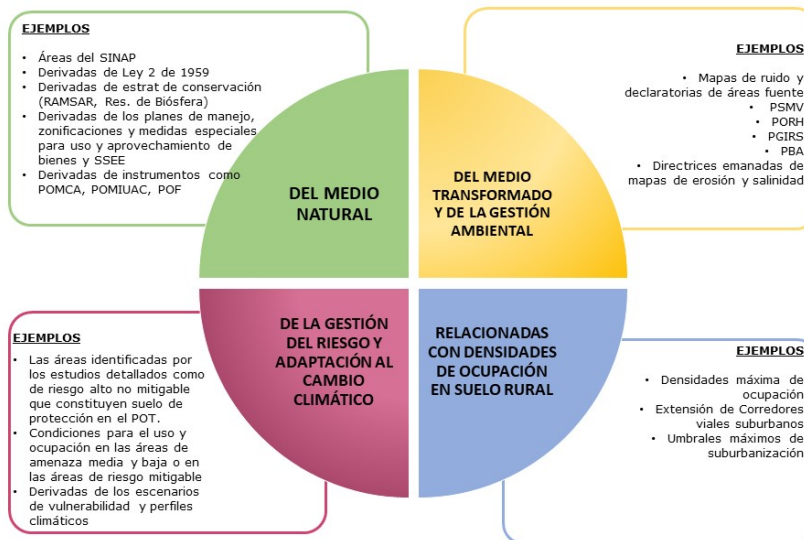 EJEMPLOS
• Áreas del SINAP
• Derivadas de Ley 2 de 1959
• Derivadas de estrat de conservación
(RAMSAR, Res. de Biósfera)
• Derivadas de los planes de manejo,
zonificaciones y medidas especiales
para uso y aprovechamiento de
bienes y SSEE
• Derivadas de instrumentos como
POMCA, POMIUAC, POF
DEL MEDIO
NATURAL
EJEMPLOS
• Mapas de ruido y
declaratorias de áreas fuente
• PSMV
• PORH
• PGIRS
• PBA
• Directrices emanadas de
mapas de erosión y salinidad
DEL MEDIO
TRANSFORMADO
Y DE LA GESTIÓN
AMBIENTAL
EJEMPLOS
• Las áreas identificadas por
los estudios detallados como
de riesgo alto no mitigable
que constituyen suelo de
protección en el POT.
• Condiciones para el uso y
ocupación en las áreas de
amenaza media y baja o en
las áreas de riesgo mitigable
• Derivadas de los escenarios
de vulnerabilidad y perfiles
climáticos
DE LA GESTIÓN
DEL RIESGO Y
ADAPTACIÓN AL
CAMBIO
CLIMÁTICO
RELACIONADAS
CON DENSIDADES
DE OCUPACIÓN
EN SUELO RURAL
EJEMPLOS
• Densidades máxima de
ocupación
• Extensión de Corredores
viales suburbanos
• Umbrales máximos de
suburbanización